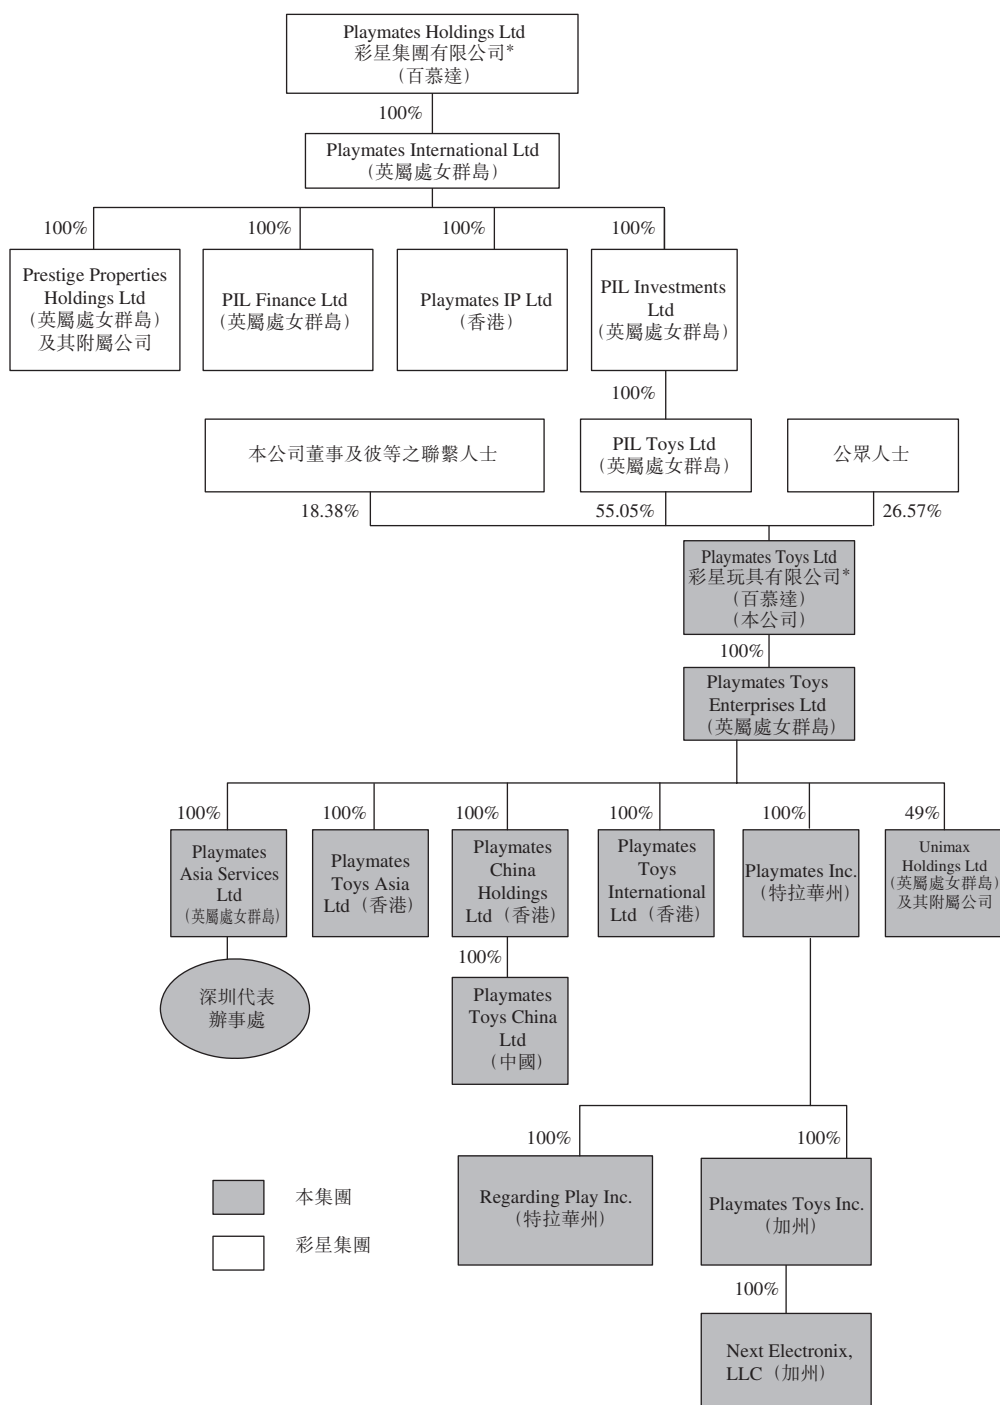 Playmates Holdings Ltd
彩星集團有限公司*
（百慕達）
100%
Playmates International Ltd
（英屬處女群島）
100%
100%
100%
100%
Prestige Properties
Holdings Ltd
（英屬處女群島）
及其附屬公司
PIL Finance Ltd
（英屬處女群島）
Playmates IP Ltd
（香港）
PIL Investments
Ltd
（英屬處女群島）
100%
本公司董事及彼等之聯繫人士
PIL Toys Ltd
（英屬處女群島）
公眾人士
18.38%
55.05%
26.57%
Playmates Toys Ltd
彩星玩具有限公司*
（百慕達）
（本公司）
100%
Playmates Toys
Enterprises Ltd
（英屬處女群島）
100%
100%
100%
100%
100%
49%
Playmates
Asia Services
Ltd
（英屬處女群島）
Playmates
Toys Asia
Ltd（香港）
Playmates
China
Holdings
Ltd（香港）
Playmates
Toys
International
Ltd（香港）
Playmates Inc.
（特拉華州）
Unimax
Holdings Ltd
（英屬處女群島）
及其附屬公司
100%
深圳代表
辦事處
Playmates
Toys China
Ltd
（中國）
100%
100%
Regarding Play Inc.
（特拉華州）
Playmates Toys Inc.
（加州）
本集團
彩星集團
100%
Next Electronix,
LLC（加州）